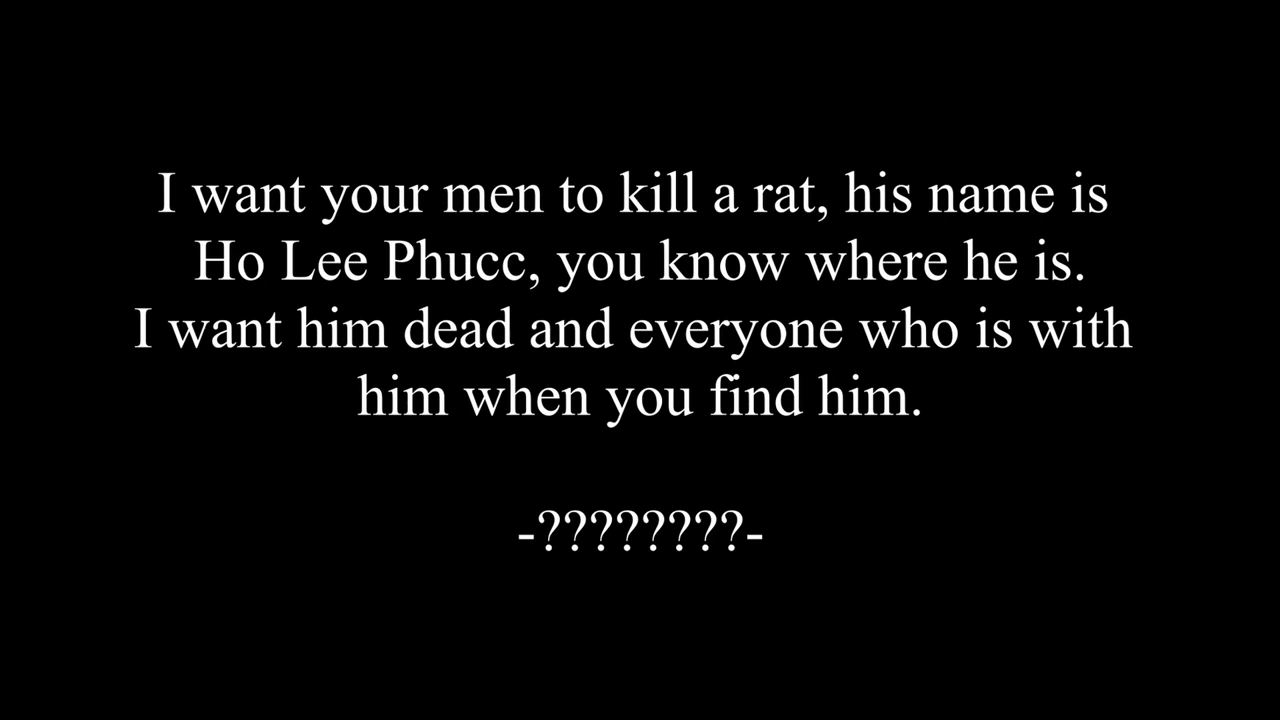 I want your men to kill a rat, his name is
Ho Lee Phucc, you know where he is.
I want him dead and everyone who is with
him when you find him.
-????????-